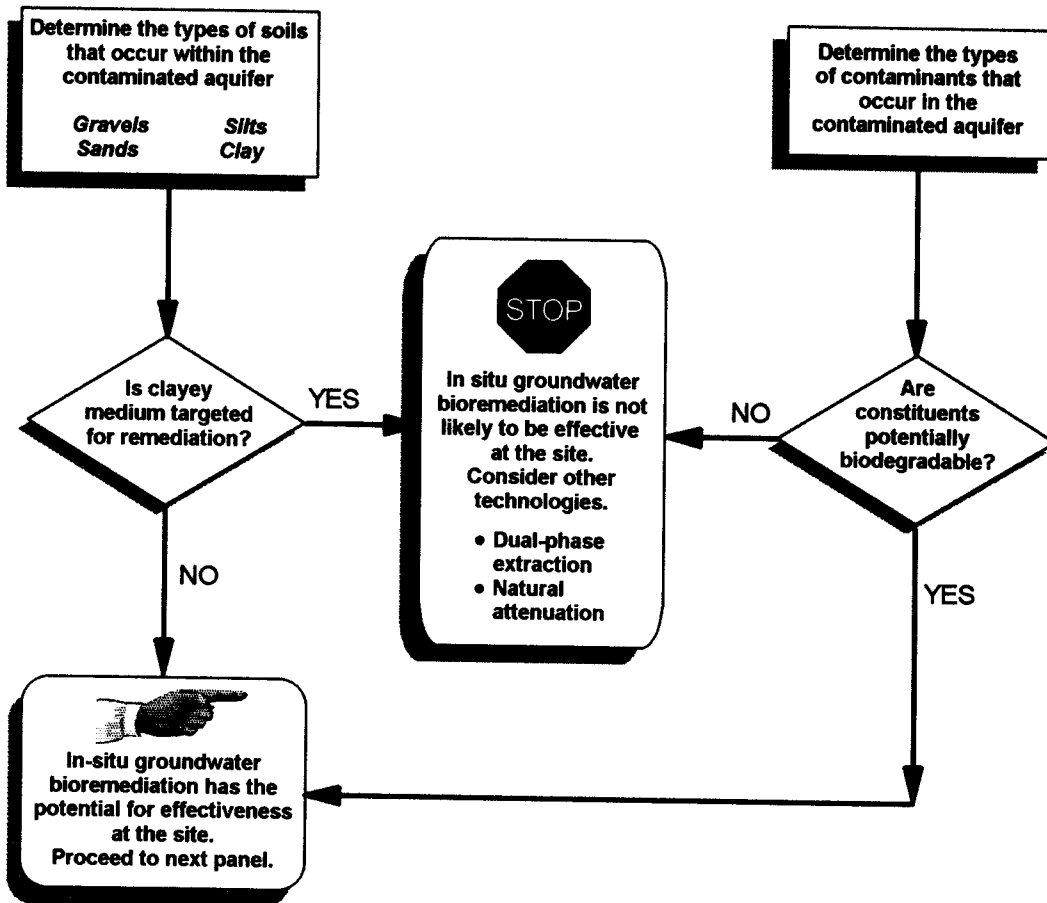 Determine the types of soils
that occur within the
contaminated aquifer
Gravels Silts
Sands Clay
Determine the types
of contaminants that
occur in the
contaminated aquifer
STOP
In situ groundwater
bioremediation is not
likely to be effective
at the site.
Consider other
technologies.
• Dual-phase
extraction
• Natural
attenuation
Is clayey
medium targeted
for remediation?
YES
NO
Are
constituents
potentially
biodegradable?
NO
YES
In-situ groundwater
bioremediation has the
potential for effectiveness
at the site.
Proceed to next panel.